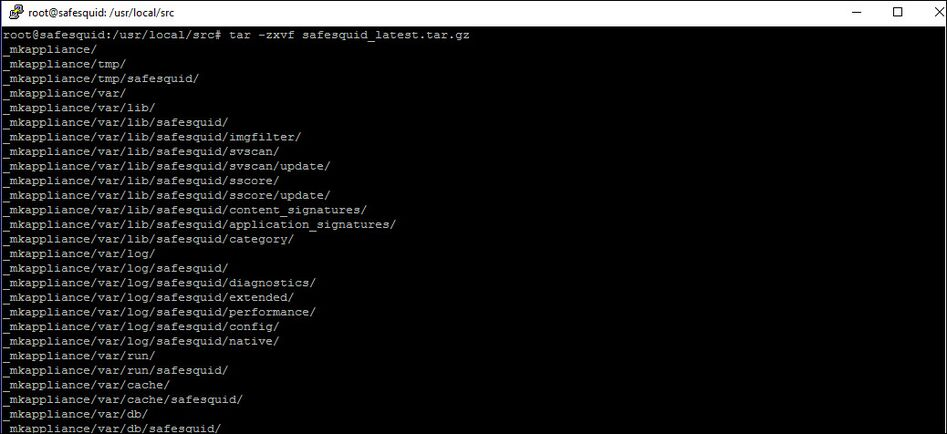 root@safesquid: /usr/local/src
root@safesquid:/usr/local/src# tar -zxvf safesquid_latest.tar.gz
_mkappliance/
_mkappliance/tmp/
_mkappliance/tmp/safesquid/
_mkappliance/var/
_mkappliance/var/lib/
_mkappliance/var/lib/safesquid/
_mkappliance/var/lib/safesquid/imgfilter/
_mkappliance/var/lib/safesquid/svscan/
_mkappliance/var/lib/safesquid/svscan/update/
_mkappliance/var/lib/safesquid/sscore/
_mkappliance/var/lib/safesquid/sscore/update/
_mkappliance/var/lib/safesquid/content_signatures/
_mkappliance/var/lib/safesquid/application_signatures/
_mkappliance/var/lib/safesquid/category/
_mkappliance/var/log/
_mkappliance/var/log/safesquid/
_mkappliance/var/log/safesquid/diagnostics/
_mkappliance/var/log/safesquid/extended/
_mkappliance/var/log/safesquid/performance/
_mkappliance/var/log/safesquid/config/
_mkappliance/var/log/safesquid/native/
_mkappliance/var/run/
_mkappliance/var/run/safesquid/
_mkappliance/var/cache/
_mkappliance/var/cache/safesquid/
_mkappliance/var/db/
_mkappliance/var/db/safesquid/